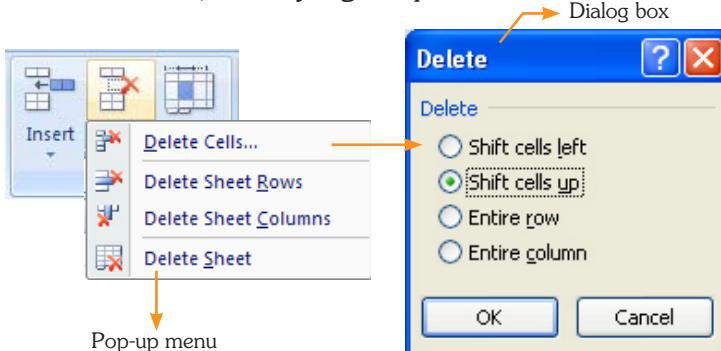 Dialog box
Delete
Delete
Insert
Delete Cells...
Delete Sheet Rows
Delete Sheet Columns
Delete Sheet
Shift cells left
Shift cells up
Entire row
Entire column
OK
Cancel
Pop-up menu